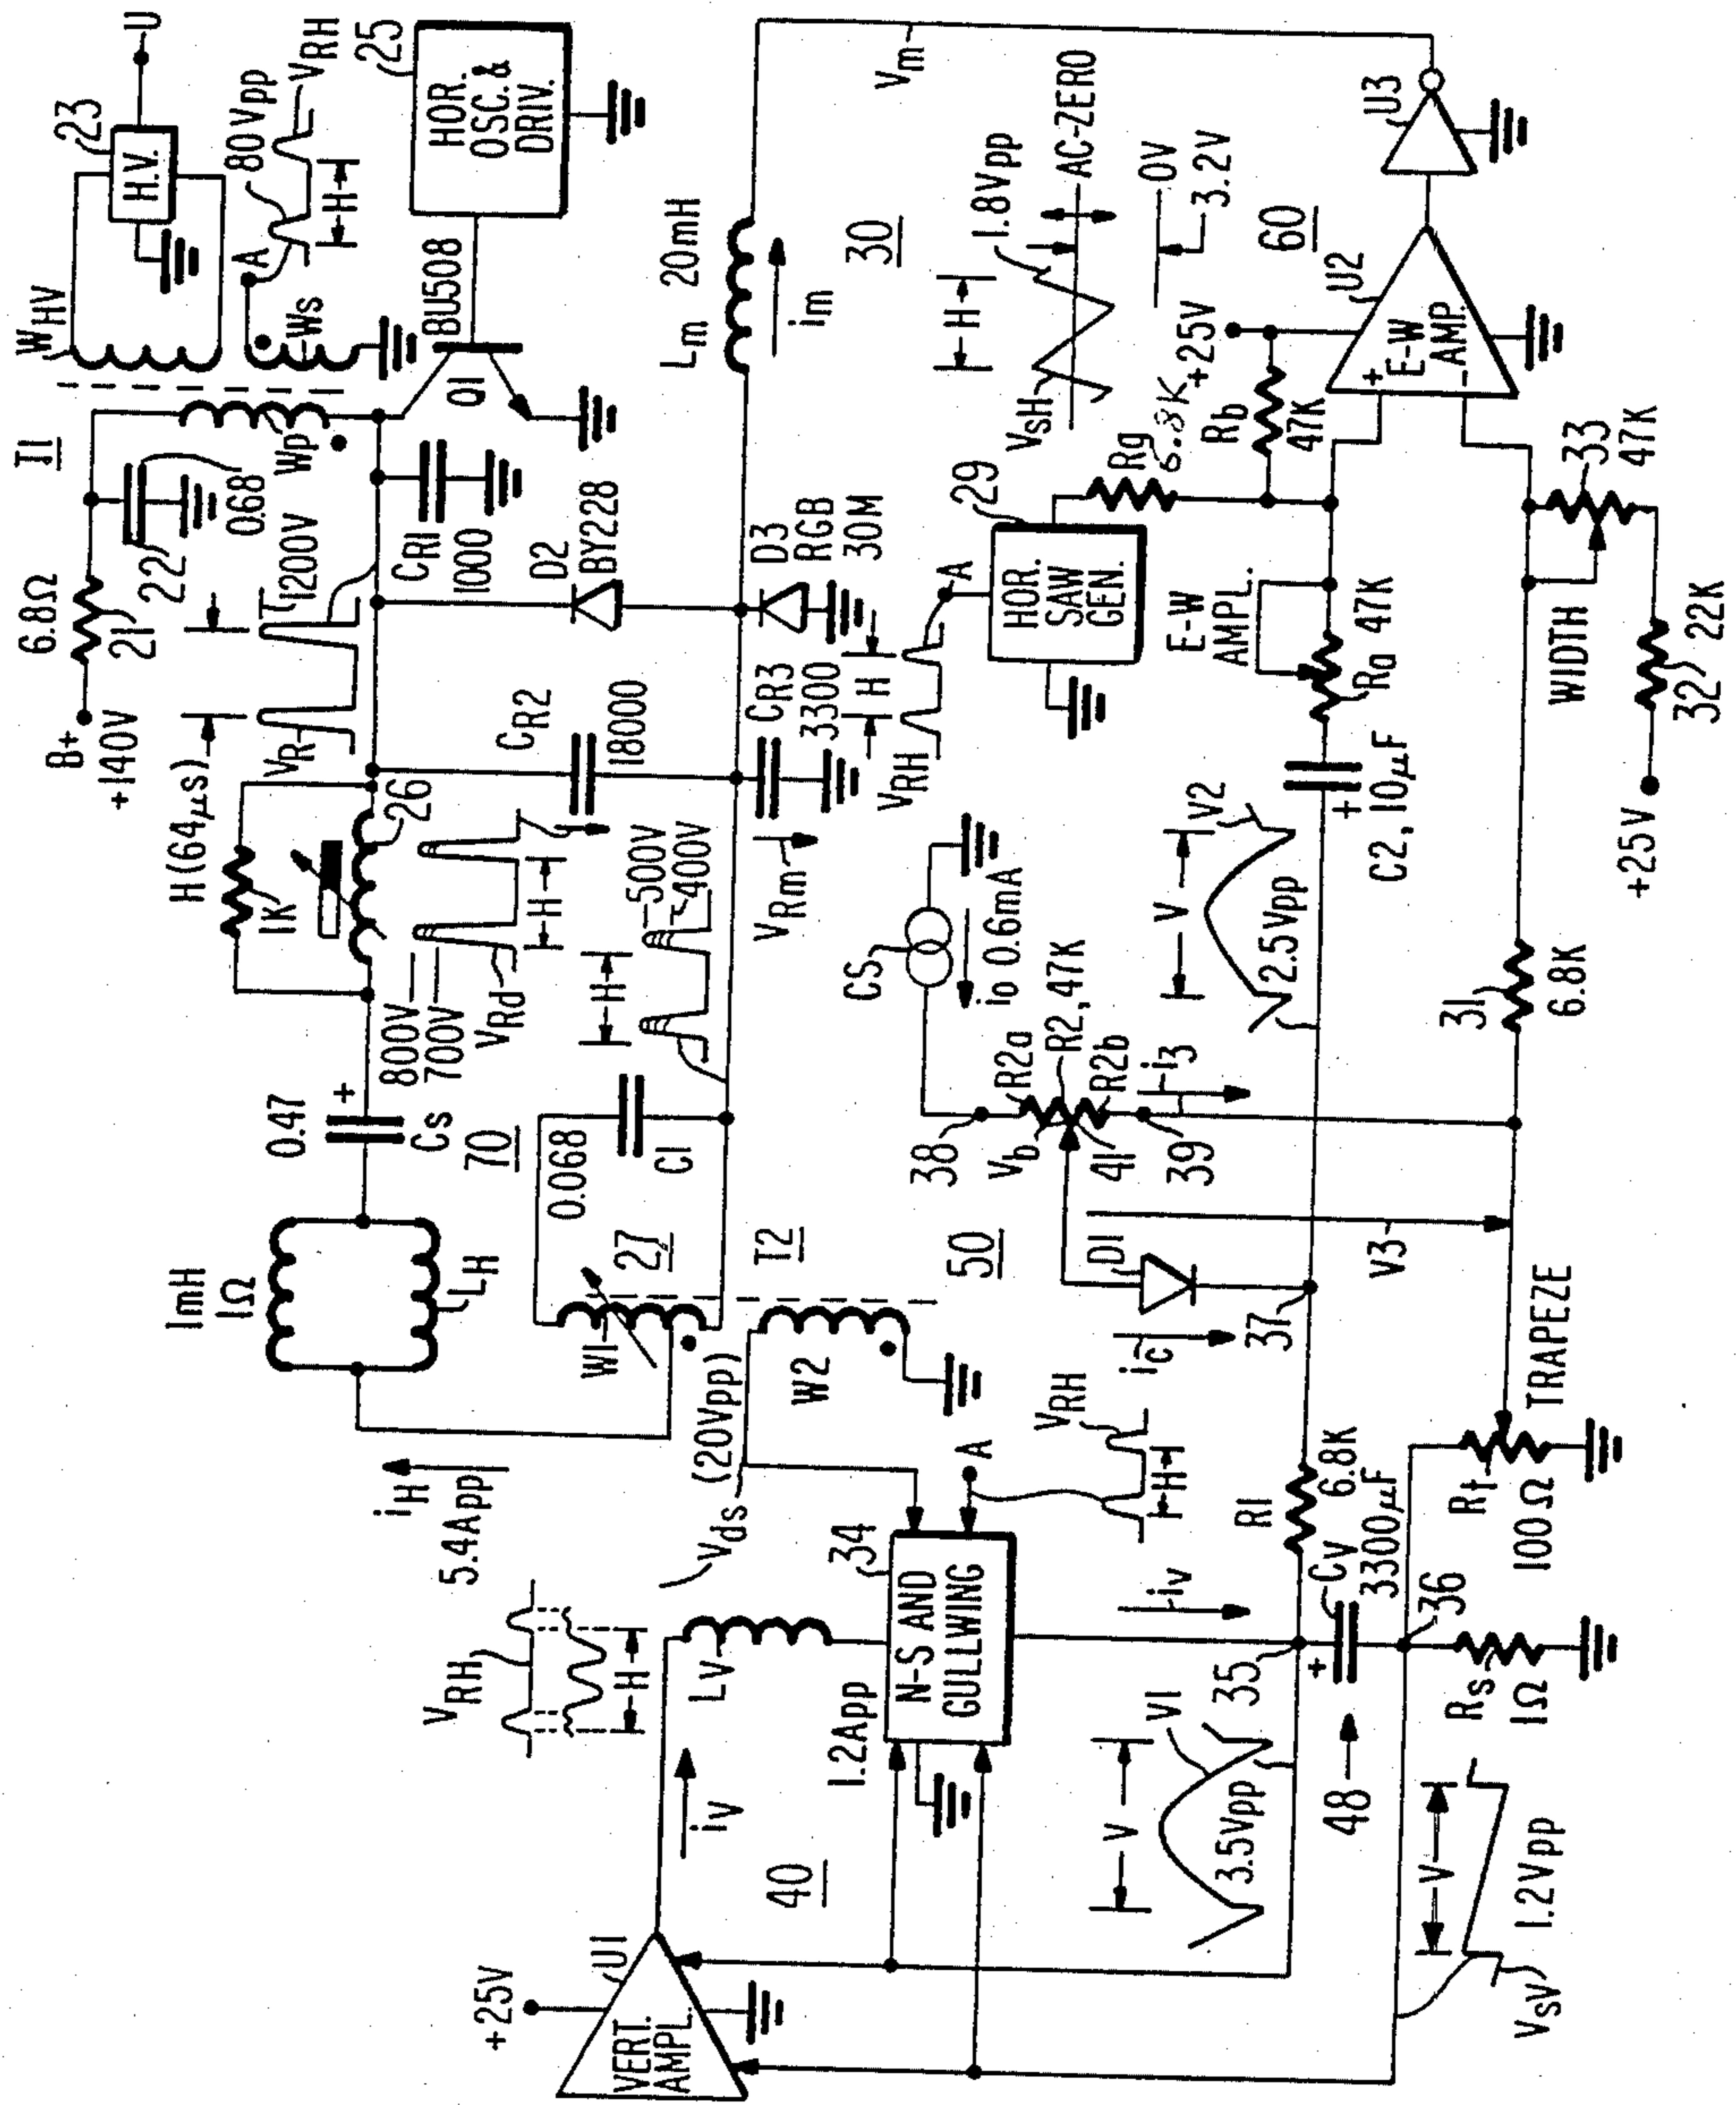 B+
+140V
6.8Ω
21
22
0.68
T1
WHV
23
H.V.
U
80Vpp
VRH
A
H
Ws
Wp
H(64μs)
VR
1200V
1K
26
CR1
1000
Q1
BU508
25
HOR.
OSC. &
DRIV.
1mH
1Ω
LH
0.47
+
Cs
70
800V
700V
VRd
H
CR2
18000
D2
BY228
Lm 20mH
im
Vm
iH
5.4App
W1
27
0.068
C1
H
500V
400V
VRm
CR3
3300
D3
RGB
30M
30
T2
W2
Vds (20Vpp)
VRH
H
VRH
H
A
29
HOR.
SAW
GEN.
Rg
6.8K
VsH
H
1.8Vpp
AC-ZERO
0V
3.2V
+25V
Rb
47K
60
+25V
U1
VERT.
AMPL.
iV
LV
1.2App
34
N-S AND
GULLWING
A
VRH
H
40
50
CS
i0 0.6mA
38
R2a
R2, 47K
Vb
R2b
41
39
i3
D1
ic
37
V
V2
2.5Vpp
E-W
AMPL.
Ra
47K
+
C2, 10μF
E-W
AMP.
+
-
U2
U3
V
V1
3.5Vpp
35
iv
R1
6.8K
+
CV
3300μF
48
36
Rs
1Ω
Rt
100Ω
TRAPEZE
V3
31
6.8K
WIDTH
33
47K
32
22K
+25V
V
VsV
1.2Vpp